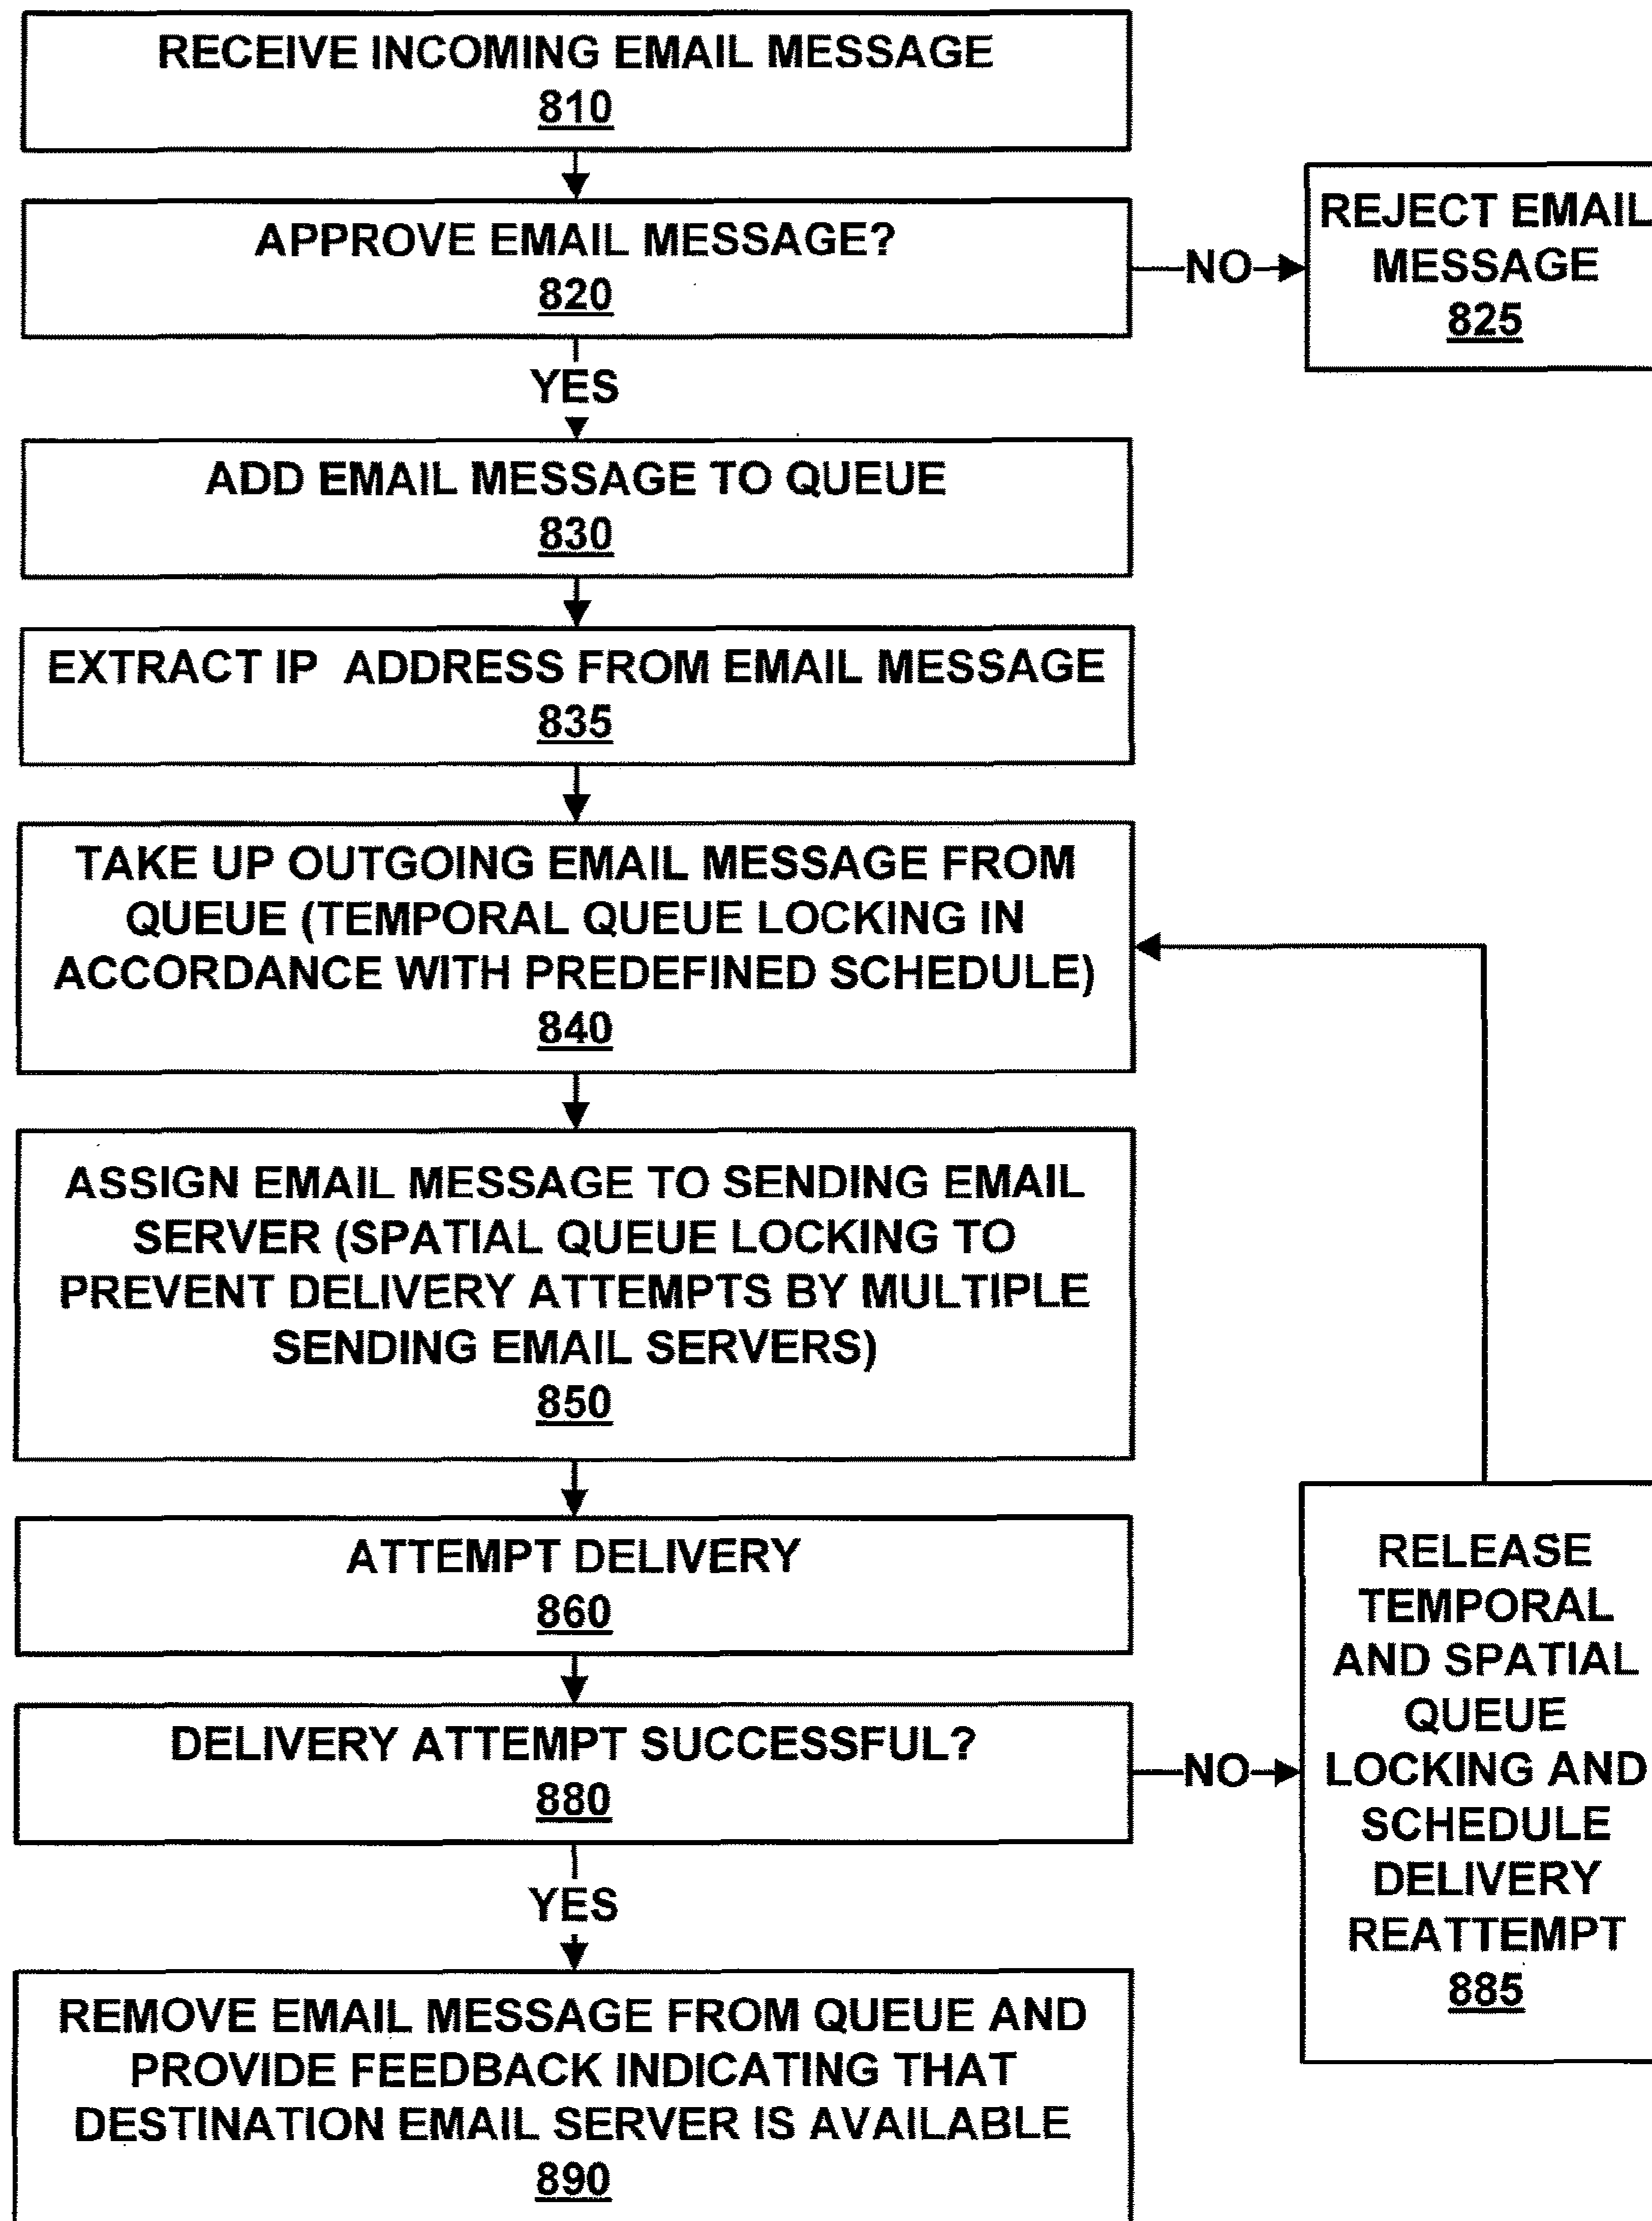 RECEIVE INCOMING EMAIL MESSAGE
810
APPROVE EMAIL MESSAGE?
820
NO
REJECT EMAIL
MESSAGE
825
YES
ADD EMAIL MESSAGE TO QUEUE
830
EXTRACT IP ADDRESS FROM EMAIL MESSAGE
835
TAKE UP OUTGOING EMAIL MESSAGE FROM
QUEUE (TEMPORAL QUEUE LOCKING IN
ACCORDANCE WITH PREDEFINED SCHEDULE)
840
ASSIGN EMAIL MESSAGE TO SENDING EMAIL
SERVER (SPATIAL QUEUE LOCKING TO
PREVENT DELIVERY ATTEMPTS BY MULTIPLE
SENDING EMAIL SERVERS)
850
ATTEMPT DELIVERY
860
DELIVERY ATTEMPT SUCCESSFUL?
880
NO
RELEASE
TEMPORAL
AND SPATIAL
QUEUE
LOCKING AND
SCHEDULE
DELIVERY
REATTEMPT
885
YES
REMOVE EMAIL MESSAGE FROM QUEUE AND
PROVIDE FEEDBACK INDICATING THAT
DESTINATION EMAIL SERVER IS AVAILABLE
890